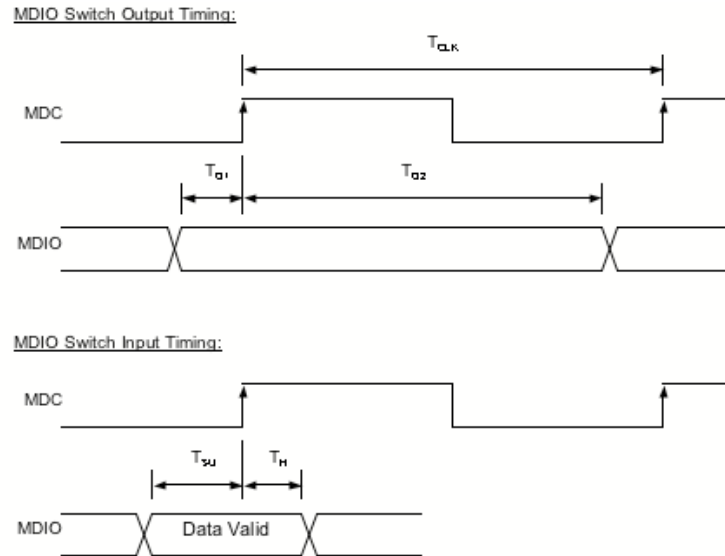 MDIO Switch Output Timing:
TCLK
MDC
TO1 TO2
MDIO
MDIO Switch Input Timing:
MDC
TSU TH
MDIO Data Valid